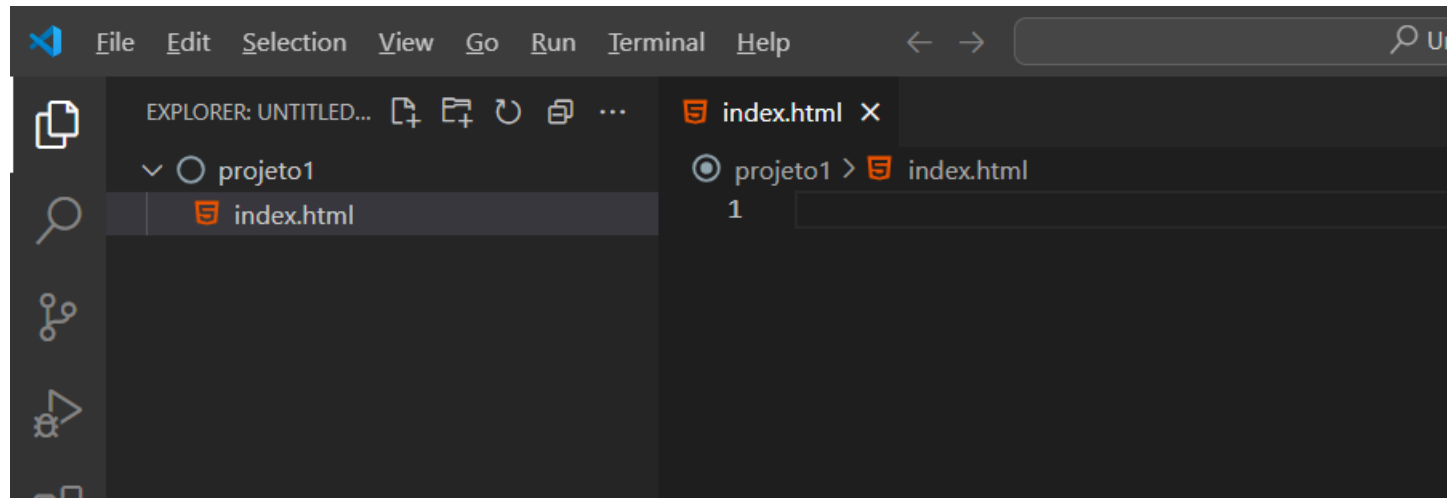 File Edit Selection View Go Run Terminal Help
EXPLORER: UNTITLED... index.html
projeto1 projeto1 > index.html
index.html 1